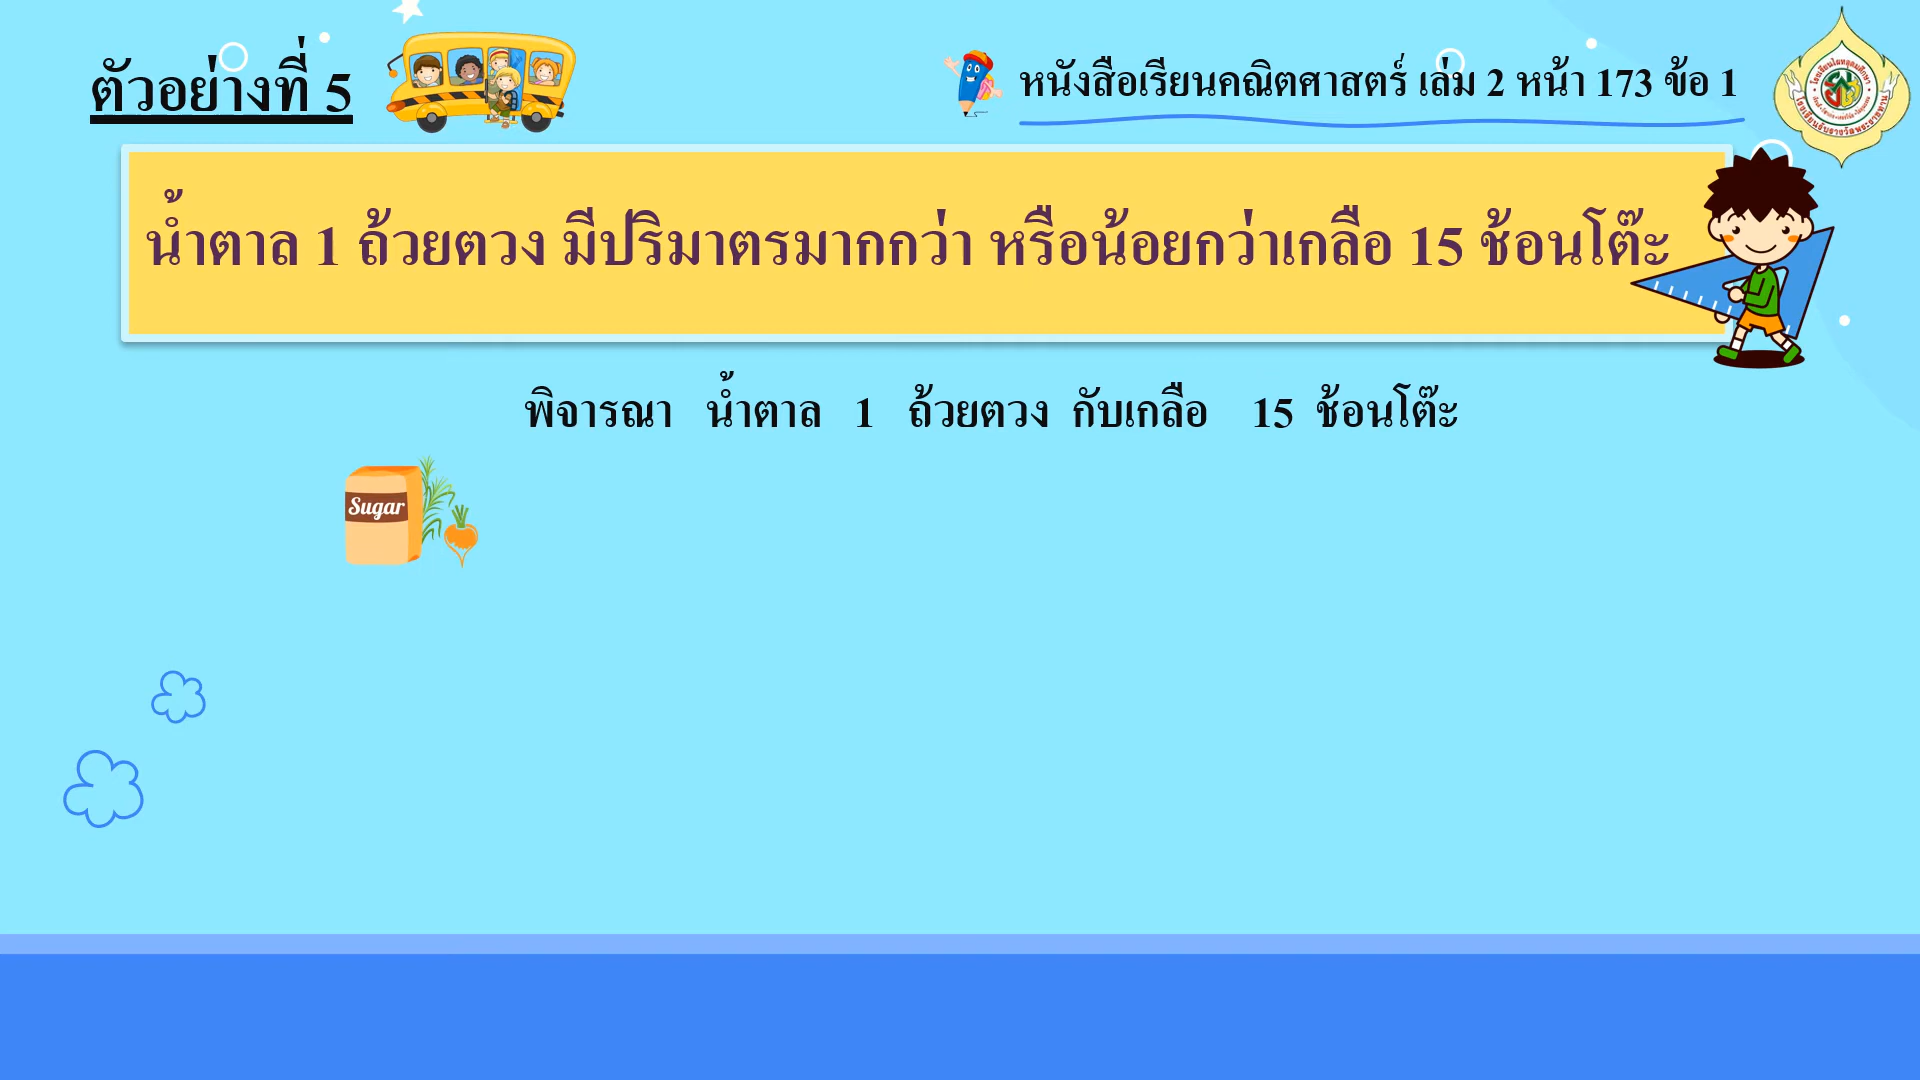 ตัวอย่างที่ 5
หนังสือเรียนคณิตศาสตร์ เล่ม 2 หน้า 173 ข้อ 1
น้ำตาล 1 ถ้วยตวง มีปริมาตรมากกว่า หรือน้อยกว่าเกลือ 15 ช้อนโต๊ะ
พิจารณา น้ำตาล 1 ถ้วยตวง กับเกลือ 15 ช้อนโต๊ะ
Sugar